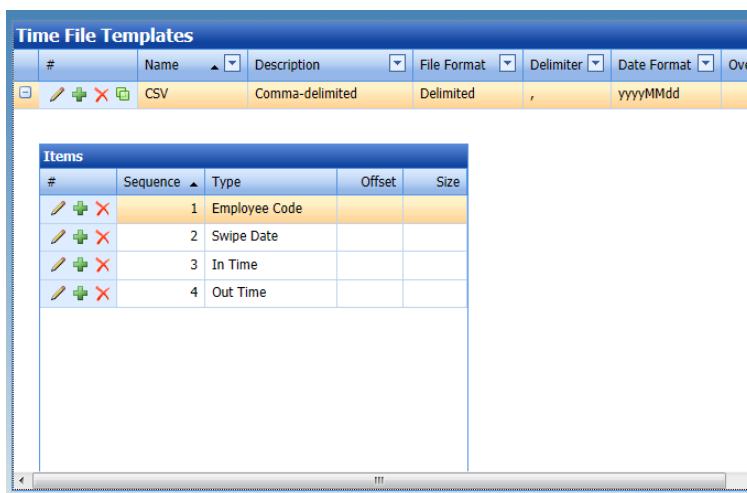 Time File Templates
# Name Description File Format Delimiter Date Format Ove
CSV Comma-delimited Delimited , yyyyMMdd
Items
# Sequence Type Offset Size
1 Employee Code
2 Swipe Date
3 In Time
4 Out Time